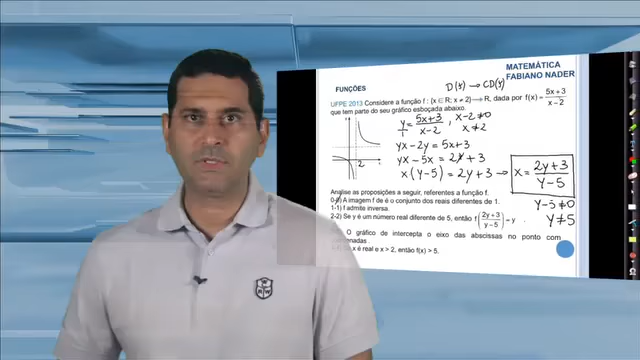 MATEMÁTICA
FABIANO NADER
FUNÇÕES
D(f) → CD(f)
UFPE 2013 Considere a função f : {x ∈ R; x ≠ 2} → R, dada por f(x) = 5x+3 / x−2
que tem parte do seu gráfico esboçada abaixo.
y/1 = 5x+3 / x−2 , x−2≠0
x≠2
yx − 2y = 5x+3
2
yx − 5x = 2y + 3
x(y−5) = 2y+3 → x = 2y+3 / y−5
Analise as proposições a seguir, referentes a função f.
y−5≠0
A imagem f de é o conjunto dos reais diferentes de 1.
1-1) f admite inversa.
2-2) Se y é um número real diferente de 5, então f(2y+3 / y−5) = y.
y≠5
O gráfico de intercepta o eixo das abscissas no ponto com
x é real e x > 2, então f(x) > 5.
R W